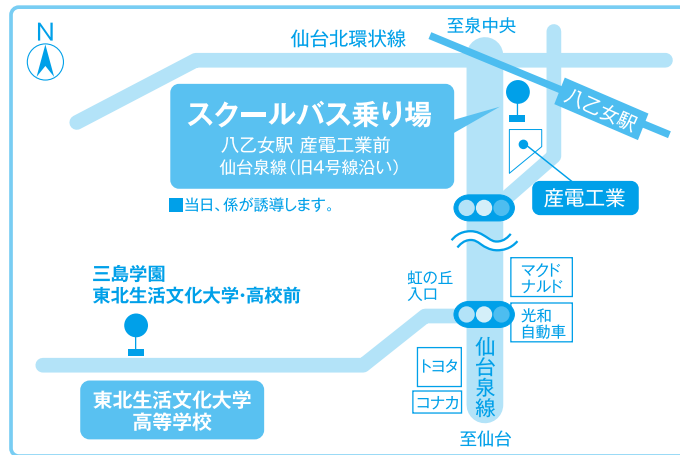 N
仙台北環状線
至泉中央
スクールバス乗り場
八乙女駅 産電工業前
仙台泉線（旧4号線沿い）
八乙女駅
■当日、係が誘導します。
産電工業
三島学園
東北生活文化大学・高校前
虹の丘
入口
マクド
ナルド
光和
自動車
トヨタ
コナカ
仙台泉線
東北生活文化大学
高等学校
至仙台